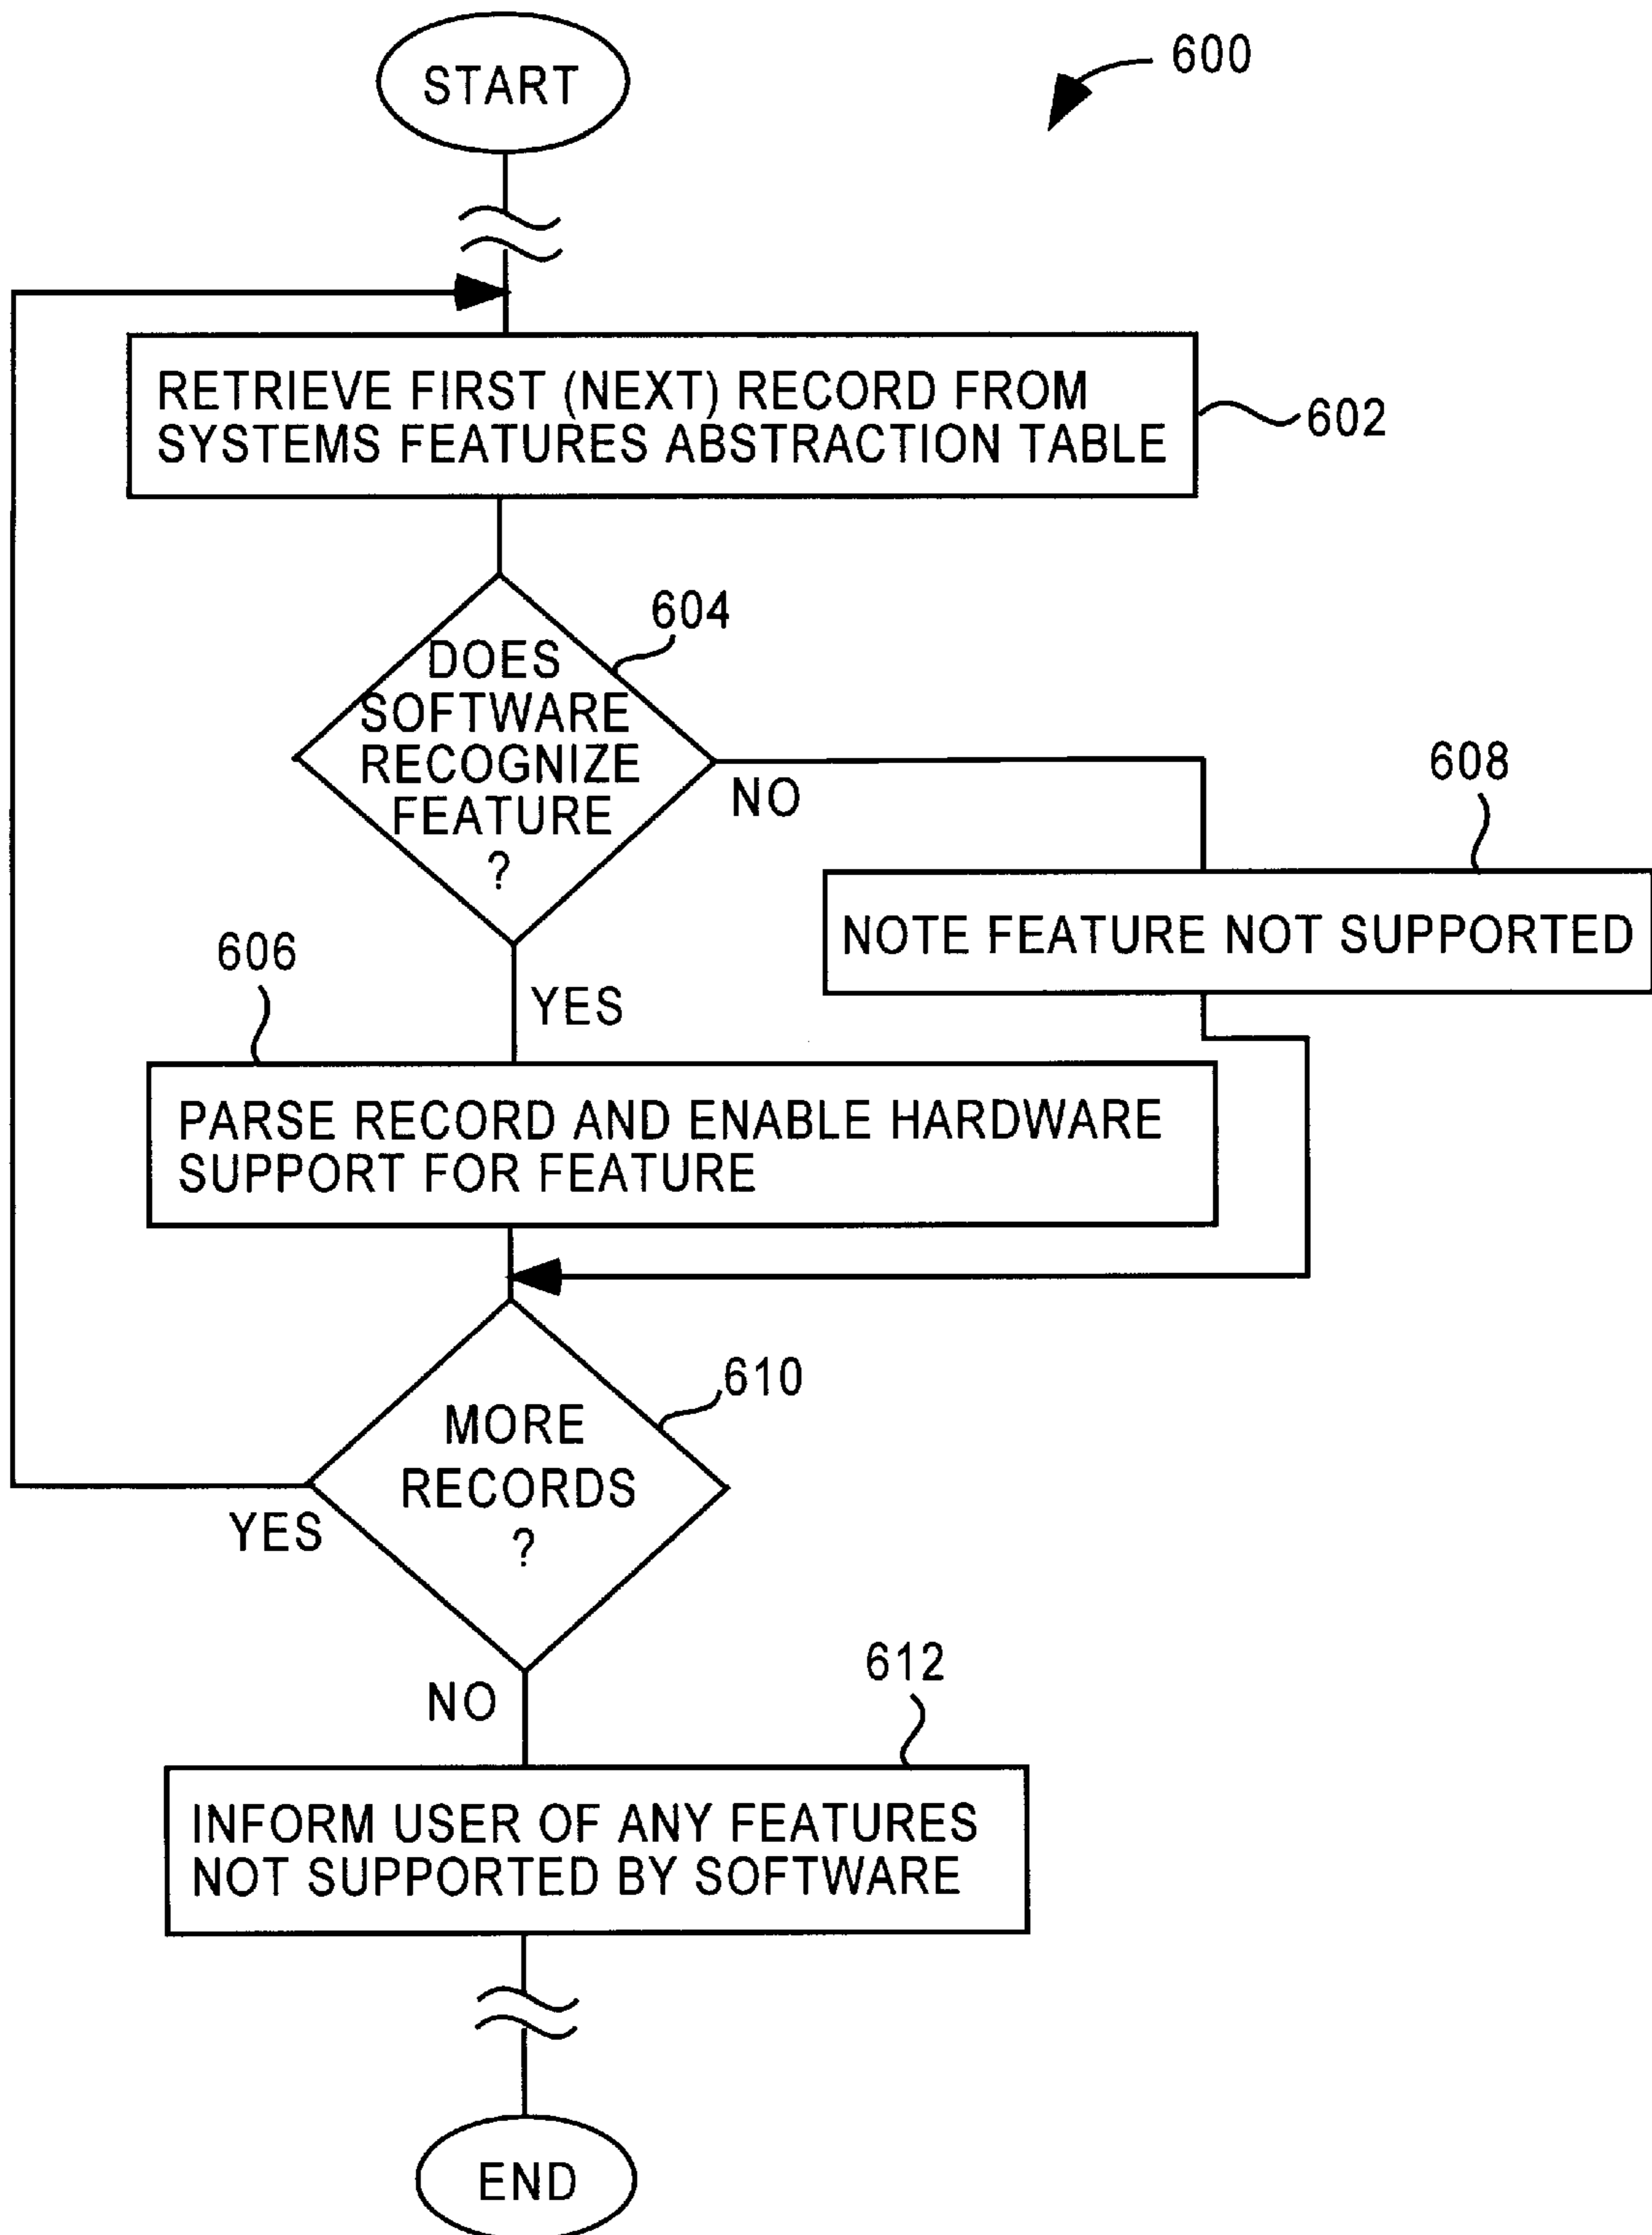 START
600
RETRIEVE FIRST (NEXT) RECORD FROM
SYSTEMS FEATURES ABSTRACTION TABLE
602
604
DOES
SOFTWARE
RECOGNIZE
FEATURE
?
NO
608
NOTE FEATURE NOT SUPPORTED
606
YES
PARSE RECORD AND ENABLE HARDWARE
SUPPORT FOR FEATURE
610
MORE
RECORDS
?
YES
NO
612
INFORM USER OF ANY FEATURES
NOT SUPPORTED BY SOFTWARE
END